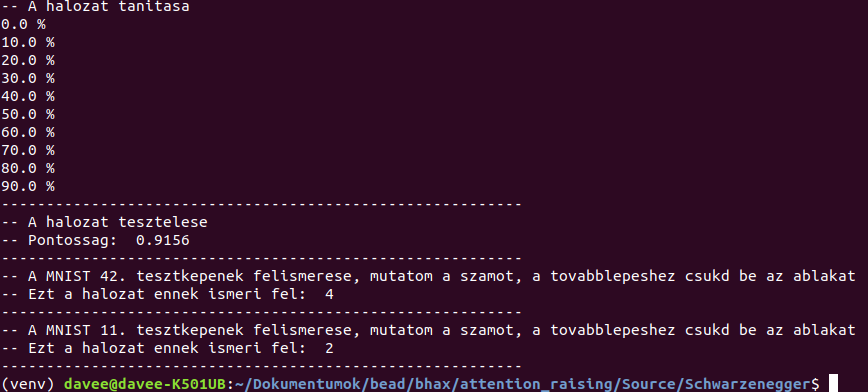 -- A halozat tanitasa
0.0 %
10.0 %
20.0 %
30.0 %
40.0 %
50.0 %
60.0 %
70.0 %
80.0 %
90.0 %
----------------------------------------------------------
-- A halozat tesztelese
-- Pontossag:  0.9156
----------------------------------------------------------
-- A MNIST 42. tesztkepenek felismerese, mutatom a szamot, a tovabblepeshez csukd be az ablakat
-- Ezt a halozat ennek ismeri fel:  4
----------------------------------------------------------
-- A MNIST 11. tesztkepenek felismerese, mutatom a szamot, a tovabblepeshez csukd be az ablakat
-- Ezt a halozat ennek ismeri fel:  2
----------------------------------------------------------
(venv) davee@davee-K501UB:~/Dokumentumok/bead/bhax/attention_raising/Source/Schwarzenegger$